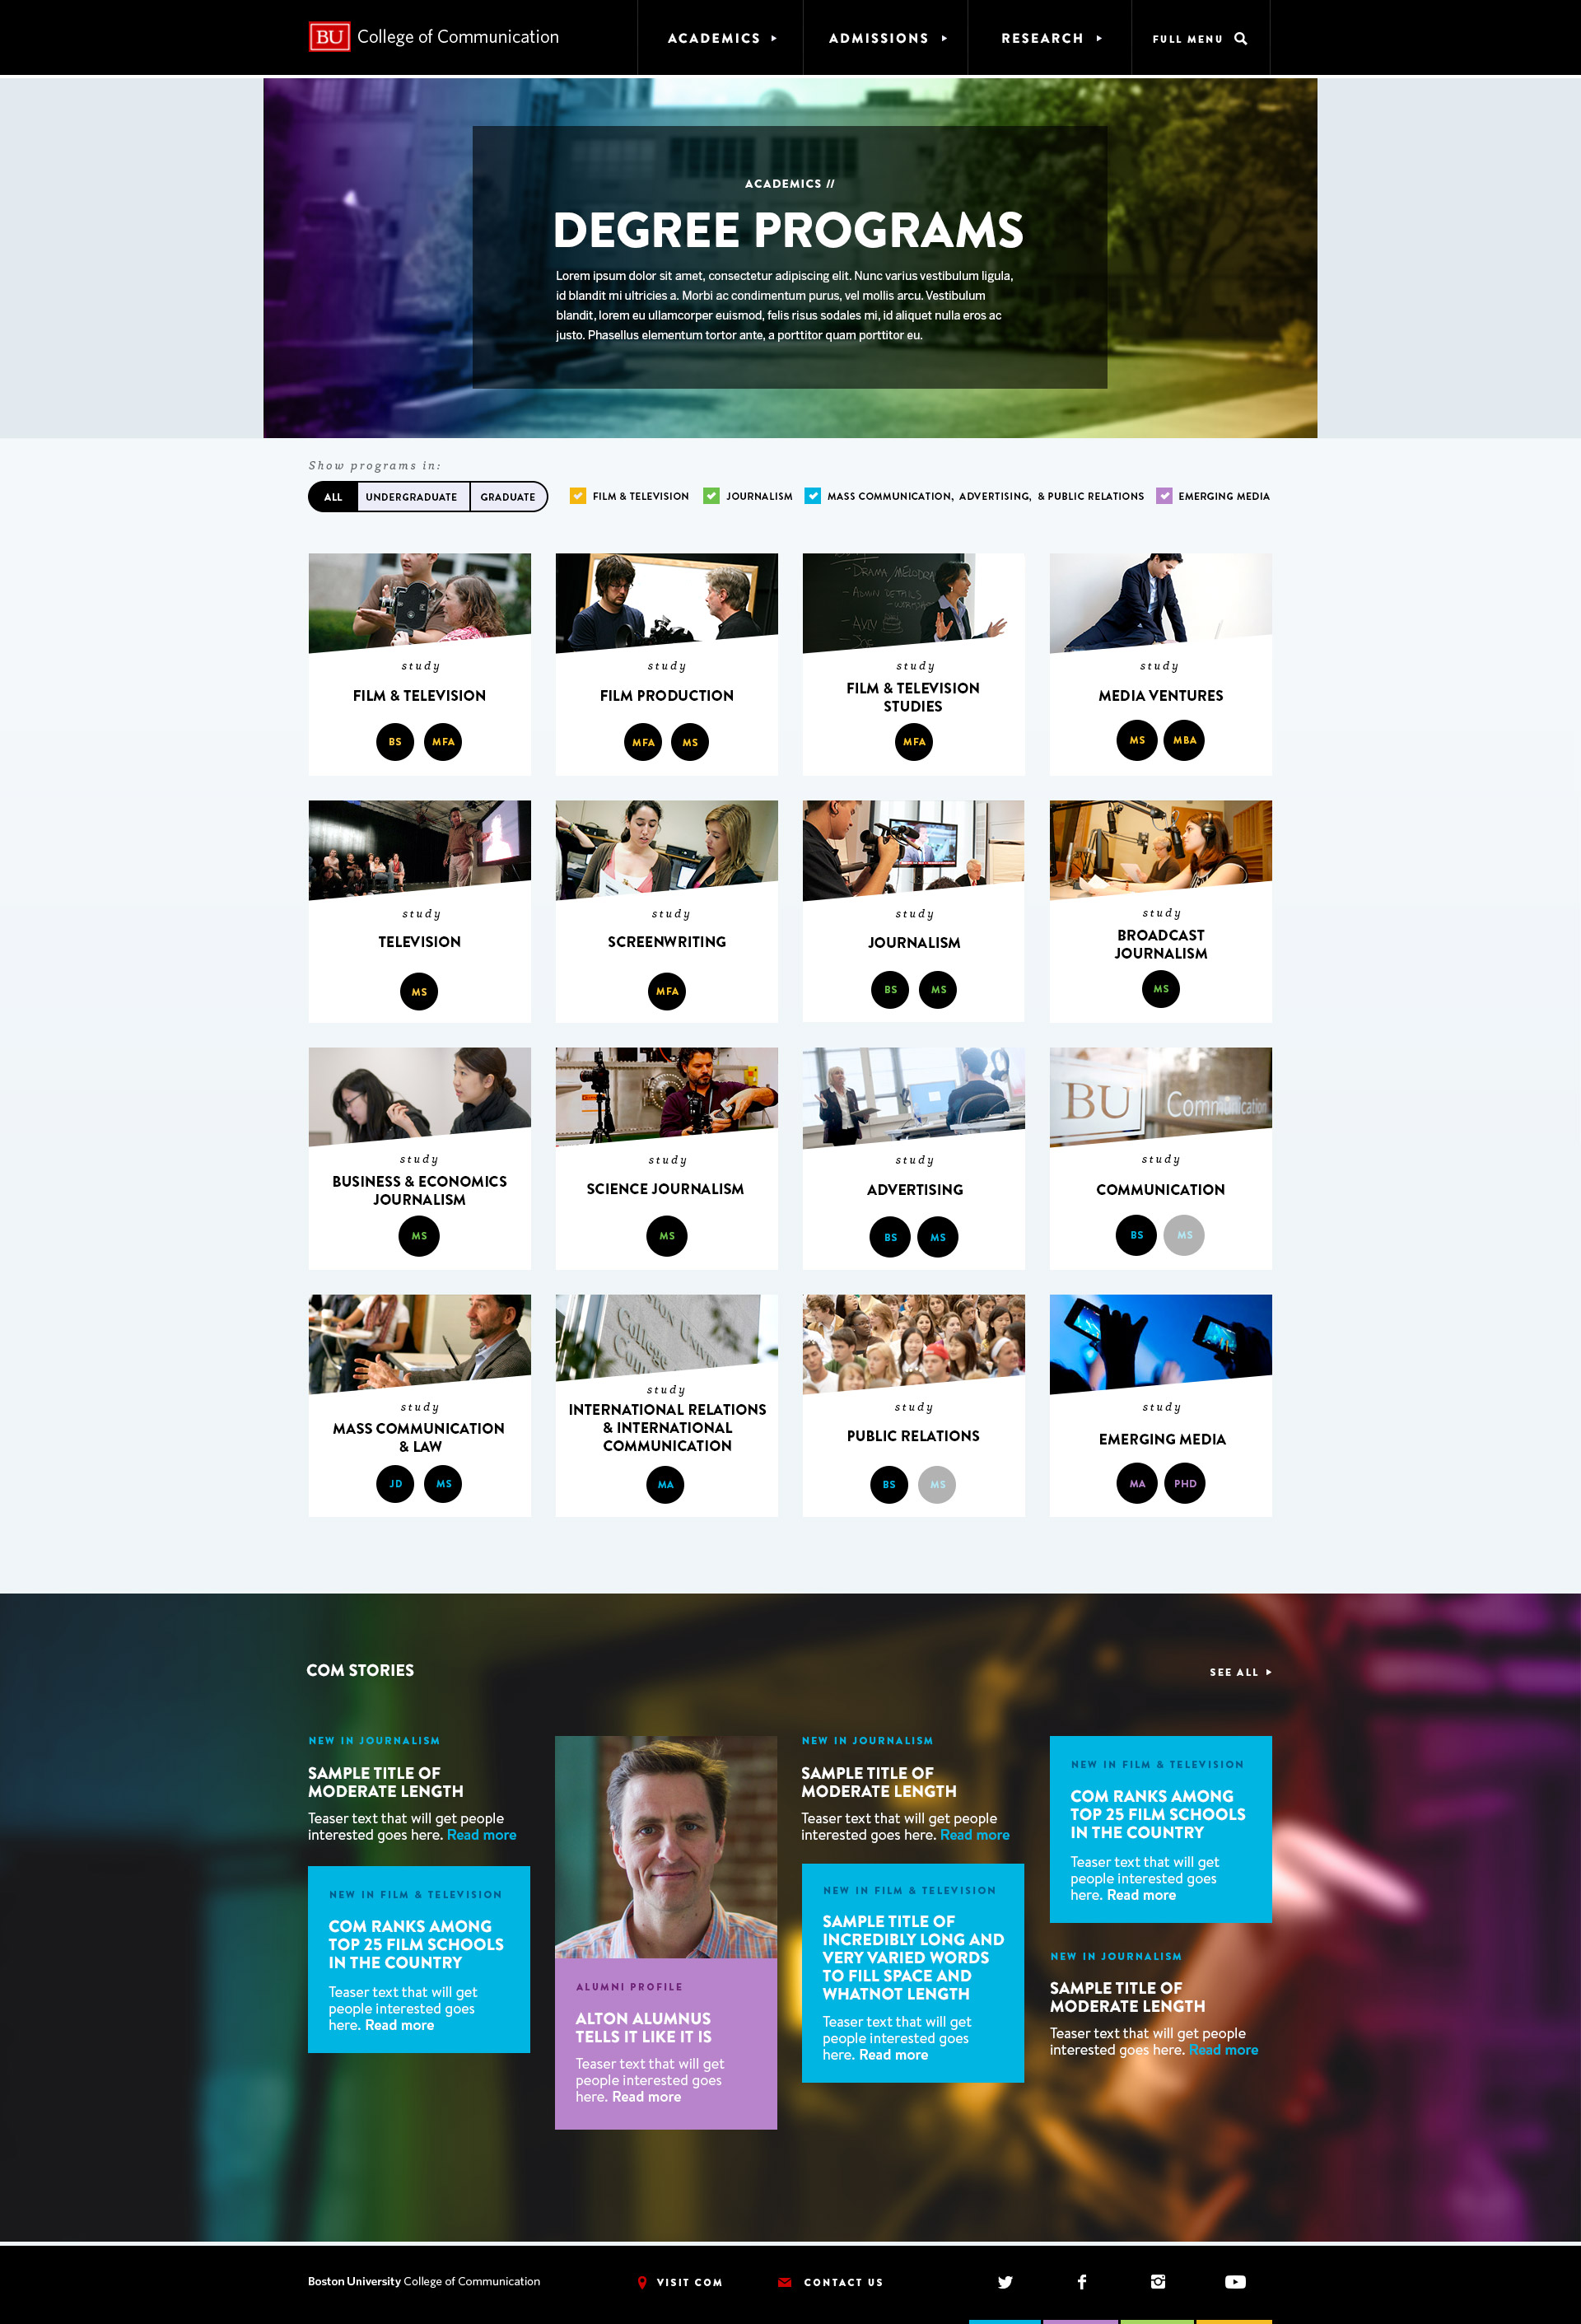 BU College of Communication
ACADEMICS
ADMISSIONS
RESEARCH
FULL MENU
ACADEMICS //
DEGREE PROGRAMS
Lorem ipsum dolor sit amet, consectetur adipiscing elit. Nunc varius vestibulum ligula,
id blandit mi ultricies a. Morbi ac condimentum purus, vel mollis arcu. Vestibulum
blandit, lorem eu ullamcorper euismod, felis risus sodales mi, id aliquet nulla eros ac
justo. Phasellus elementum tortor ante, a porttitor quam porttitor eu.
Show programs in:
ALL
UNDERGRADUATE
GRADUATE
FILM & TELEVISION
JOURNALISM
MASS COMMUNICATION, ADVERTISING, & PUBLIC RELATIONS
EMERGING MEDIA
study
FILM & TELEVISION
BS MFA
study
FILM PRODUCTION
MFA MS
DRAMA/MELODRA
study
FILM & TELEVISION
STUDIES
MFA
study
MEDIA VENTURES
MS MBA
study
TELEVISION
MS
study
SCREENWRITING
MFA
study
JOURNALISM
BS MS
study
BROADCAST
JOURNALISM
MS
study
BUSINESS & ECONOMICS
JOURNALISM
MS
study
SCIENCE JOURNALISM
MS
study
ADVERTISING
BS MS
BU Communication
study
COMMUNICATION
BS MS
study
MASS COMMUNICATION
& LAW
JD MS
College
study
INTERNATIONAL RELATIONS
& INTERNATIONAL
COMMUNICATION
MA
study
PUBLIC RELATIONS
BS MS
study
EMERGING MEDIA
MA PHD
COM STORIES
SEE ALL
NEW IN JOURNALISM
SAMPLE TITLE OF
MODERATE LENGTH
Teaser text that will get people
interested goes here. Read more
NEW IN FILM & TELEVISION
COM RANKS AMONG
TOP 25 FILM SCHOOLS
IN THE COUNTRY
Teaser text that will get
people interested goes
here. Read more
ALUMNI PROFILE
ALTON ALUMNUS
TELLS IT LIKE IT IS
Teaser text that will get
people interested goes
here. Read more
NEW IN JOURNALISM
SAMPLE TITLE OF
MODERATE LENGTH
Teaser text that will get people
interested goes here. Read more
NEW IN FILM & TELEVISION
SAMPLE TITLE OF
INCREDIBLY LONG AND
VERY VARIED WORDS
TO FILL SPACE AND
WHATNOT LENGTH
Teaser text that will get
people interested goes
here. Read more
NEW IN FILM & TELEVISION
COM RANKS AMONG
TOP 25 FILM SCHOOLS
IN THE COUNTRY
Teaser text that will get
people interested goes
here. Read more
NEW IN JOURNALISM
SAMPLE TITLE OF
MODERATE LENGTH
Teaser text that will get people
interested goes here. Read more
Boston University College of Communication
VISIT COM
CONTACT US